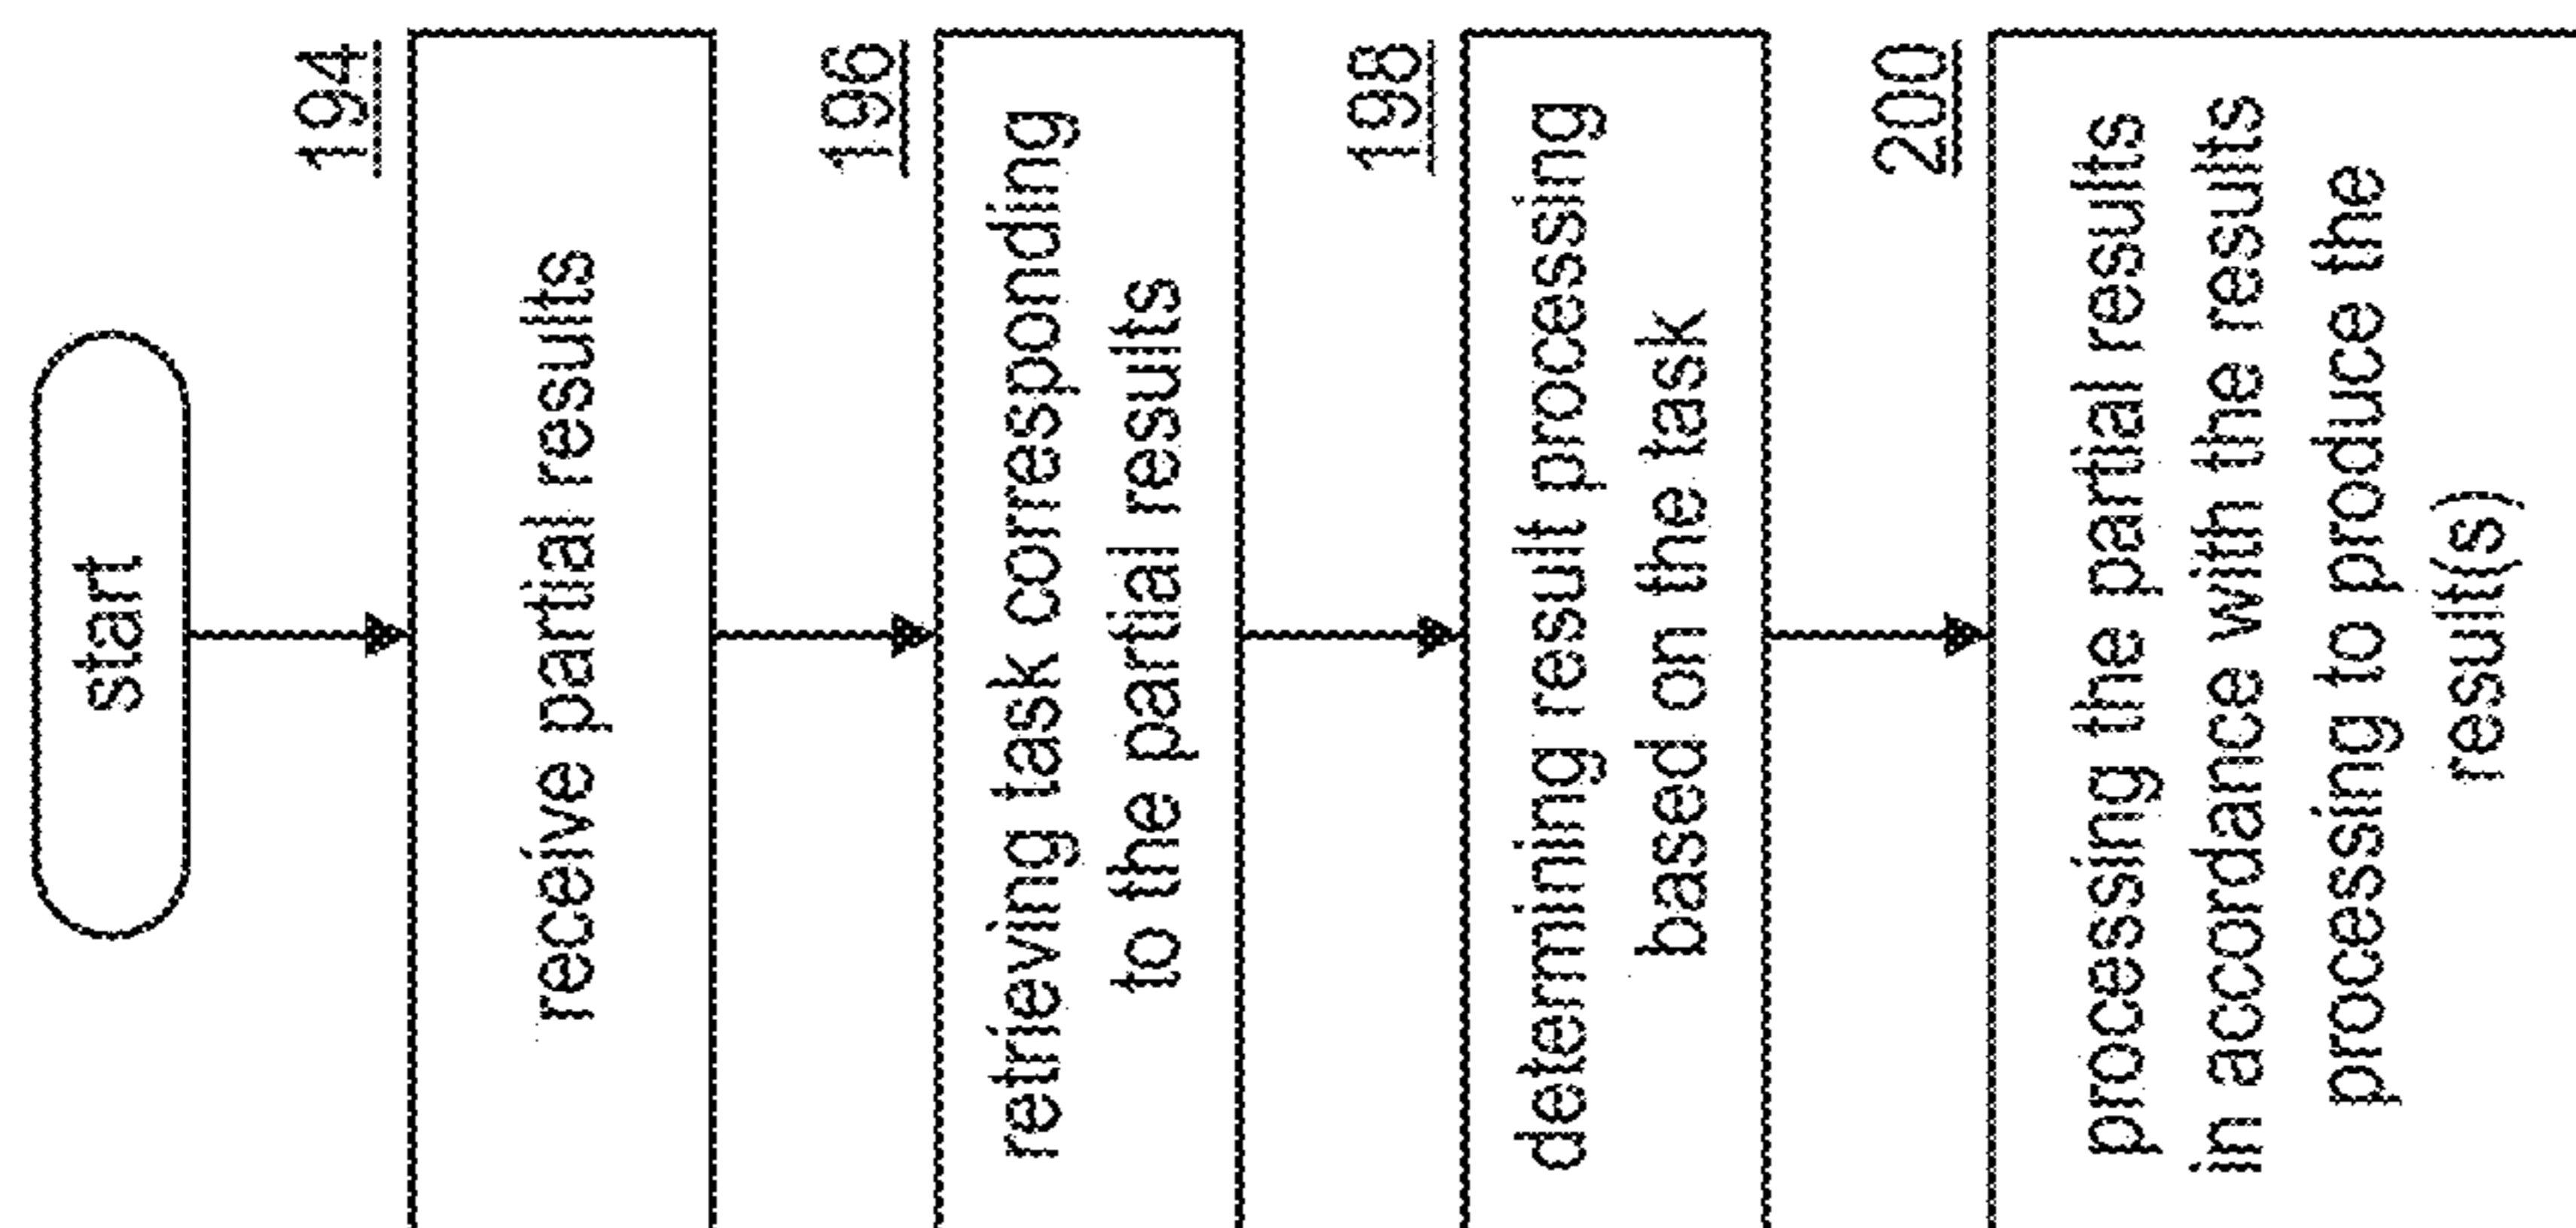 start
194
receive partial results
196
retrieving task corresponding
to the partial results
198
determining result processing
based on the task
200
processing the partial results
in accordance with the results
processing to produce the
result(s)